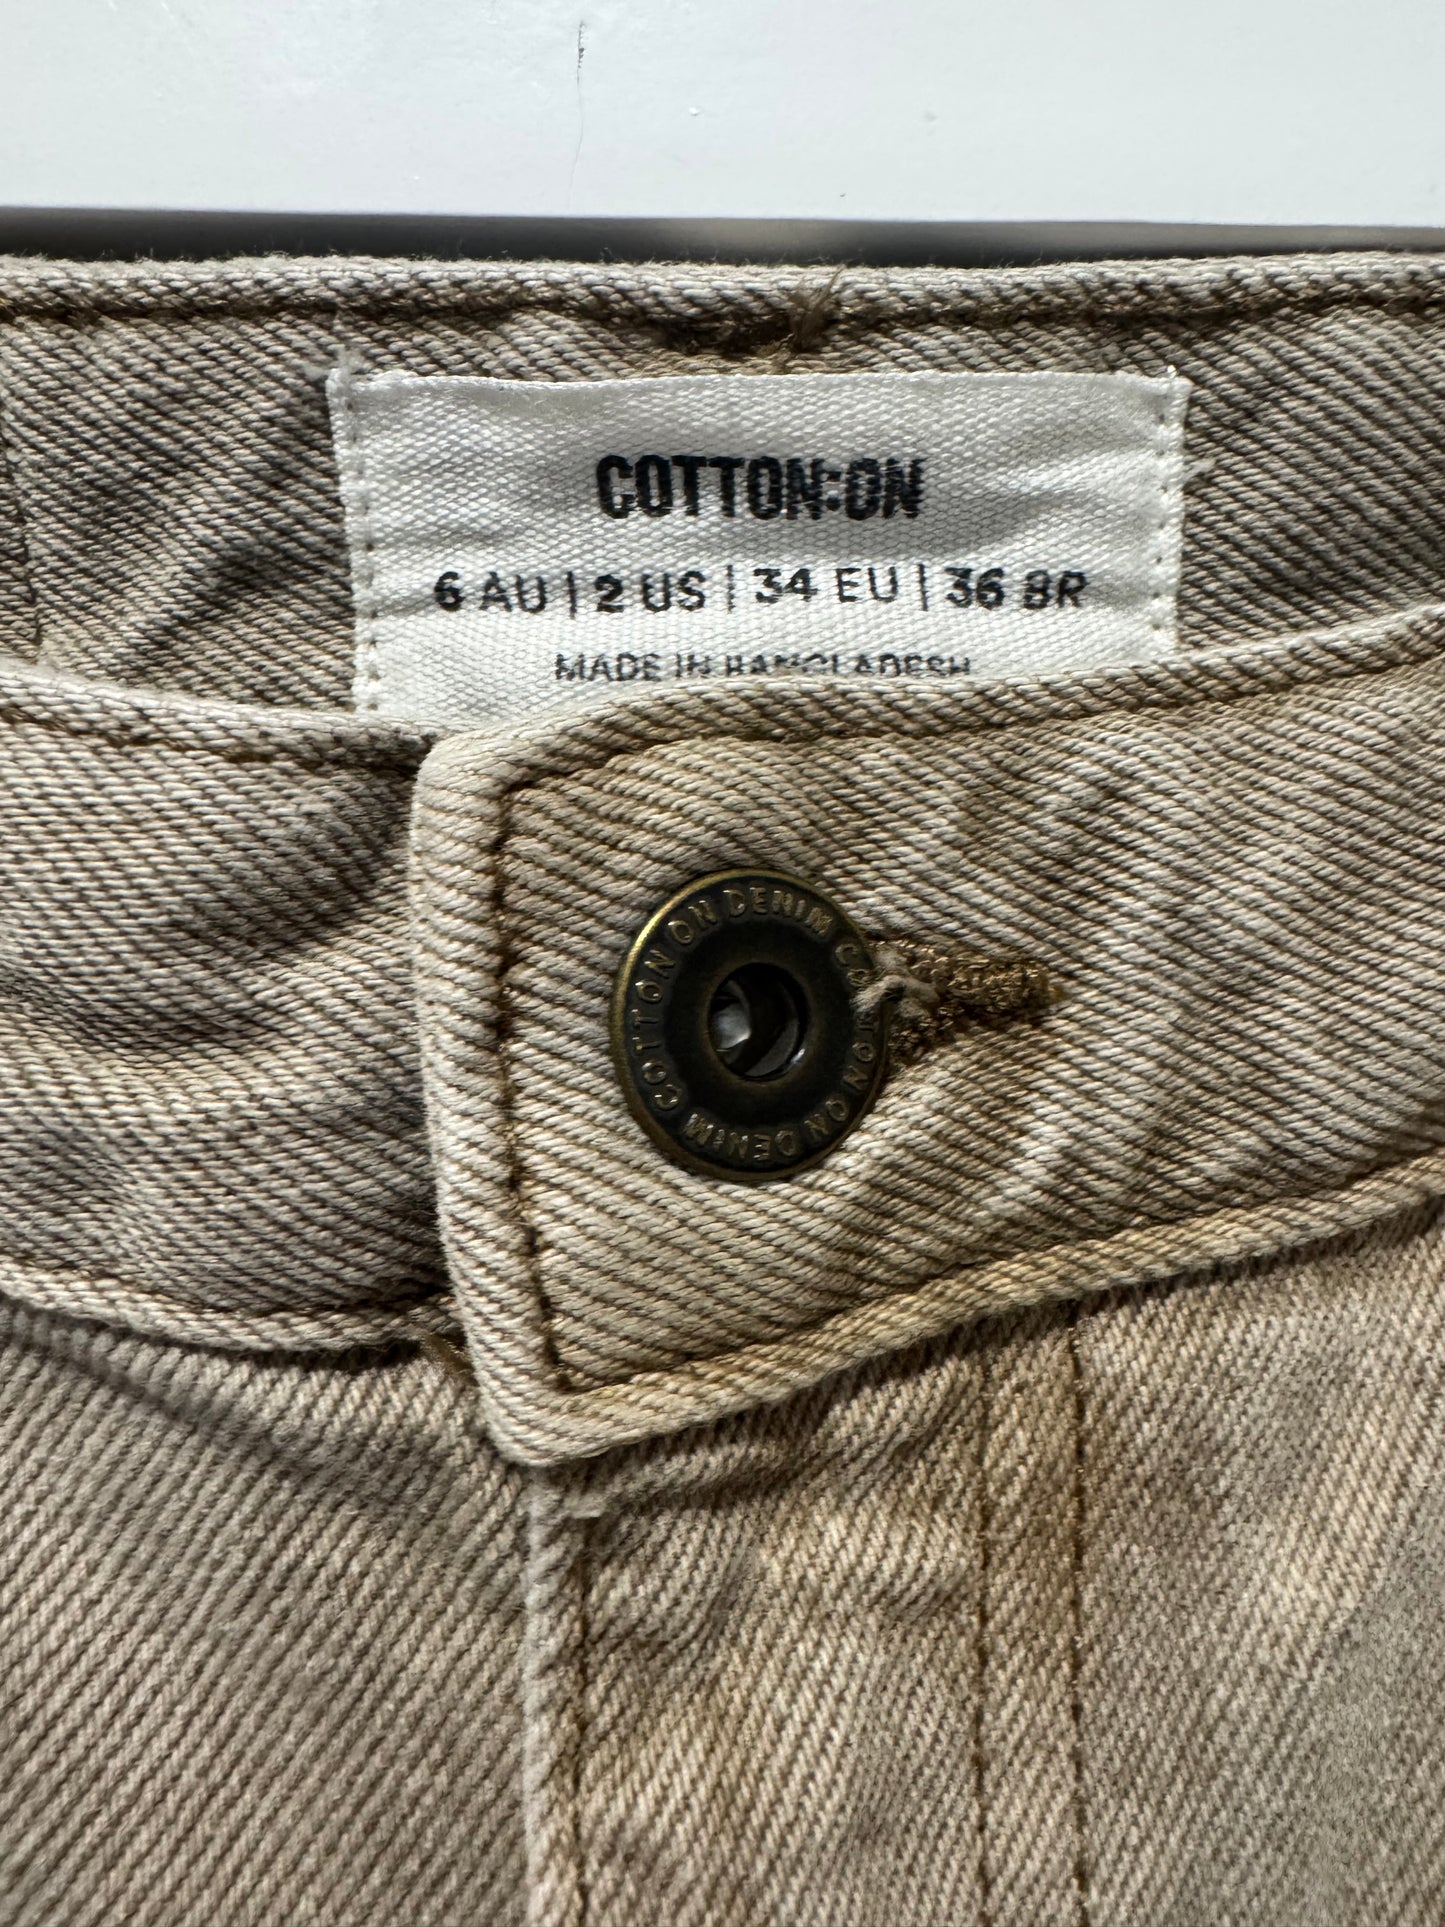 COTTON:ON
6 AU | 2 US | 34 EU | 36 BR
MADE IN BANGLADESH
COTTON ON DENIM COTTON ON DENIM